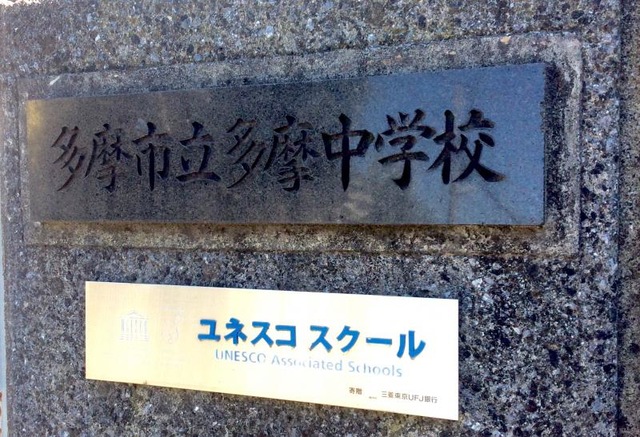 多摩市立多摩中学校
ユネスコ スクール
UNESCO Associated Schools
寄贈 三菱東京UFJ銀行